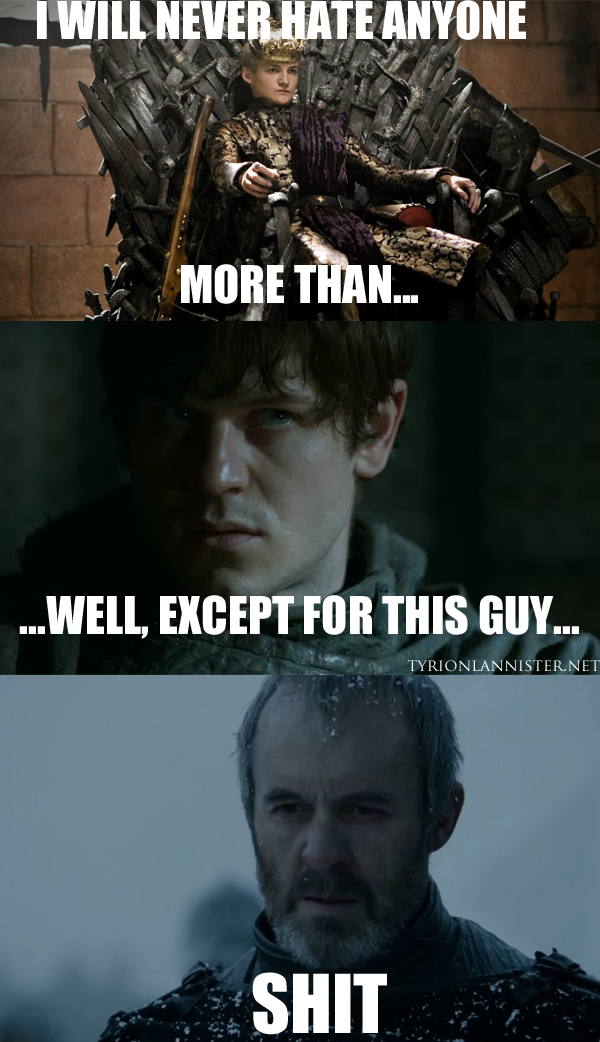 I WILL NEVER HATE ANYONE
MORE THAN...
...WELL, EXCEPT FOR THIS GUY...
TYRIONLANNISTER.NET
SHIT